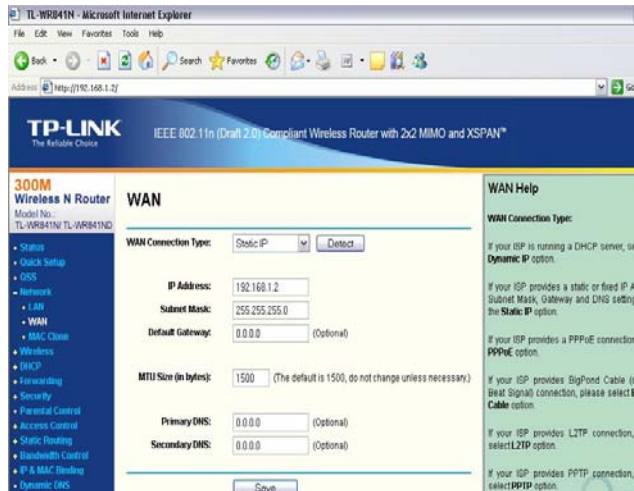 TL-WR841N - Microsoft Internet Explorer
File Edit View Favorites Tools Help
Back Search Favorites
Address http://192.168.1.2/
TP-LINK
The Reliable Choice
IEEE 802.11n (Draft 2.0) Compliant Wireless Router with 2x2 MIMO and XSPAN™
300M
Wireless N Router
Model No.:
TL-WR841N/ TL-WR841ND
• Status
• Quick Setup
• QSS
- Network
• LAN
• WAN
• MAC Clone
+ Wireless
+ DHCP
+ Forwarding
+ Security
• Parental Control
+ Access Control
+ Static Routing
+ Bandwidth Control
+ IP & MAC Binding
• Dynamic DNS
WAN
WAN Connection Type: Static IP Detect
IP Address: 192.168.1.2
Subnet Mask: 255.255.255.0
Default Gateway: 0.0.0.0 (Optional)
MTU Size (in bytes): 1500 (The default is 1500, do not change unless necessary.)
Primary DNS: 0.0.0.0 (Optional)
Secondary DNS: 0.0.0.0 (Optional)
Save
WAN Help
WAN Connection Type:
If your ISP is running a DHCP server,
Dynamic IP option.
If your ISP provides a static or fixed IP
Subnet Mask, Gateway and DNS
the Static IP option.
If your ISP provides a PPPoE connection
PPPoE option.
If your ISP provides BigPond Cable
Beat Signal) connection, please select
Cable option.
If your ISP provides L2TP connection,
select L2TP option.
If your ISP provides PPTP connection,
select PPTP option.